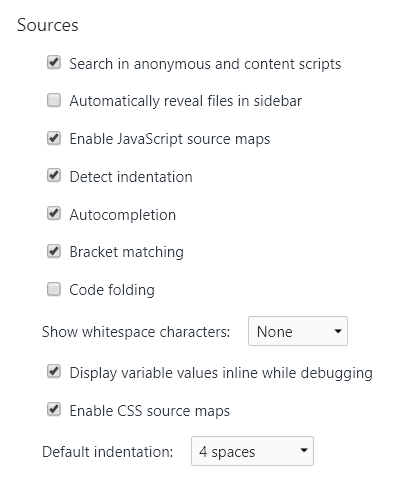 Sources
Search in anonymous and content scripts
Automatically reveal files in sidebar
Enable JavaScript source maps
Detect indentation
Autocompletion
Bracket matching
Code folding
Show whitespace characters: None
Display variable values inline while debugging
Enable CSS source maps
Default indentation: 4 spaces